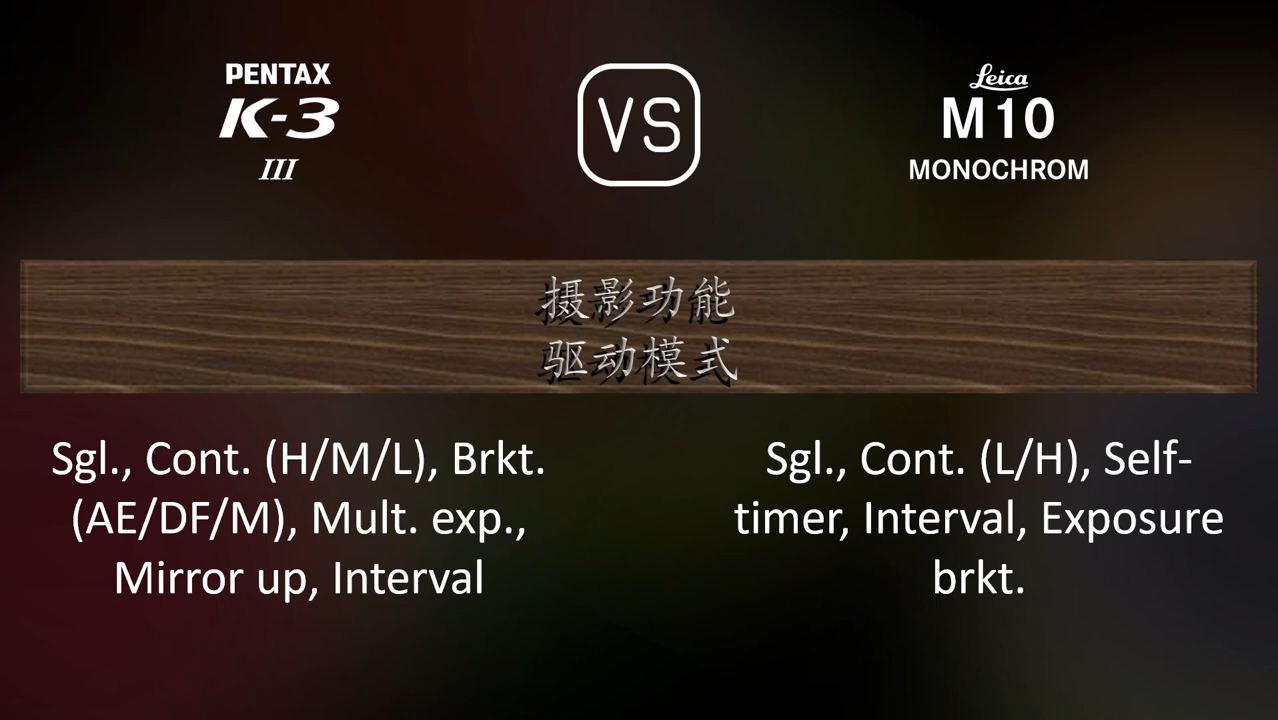 PENTAX
K-3
III
VS
Leica
M10
MONOCHROM
摄影功能
驱动模式
Sgl., Cont. (H/M/L), Brkt.
(AE/DF/M), Mult. exp.,
Mirror up, Interval
Sgl., Cont. (L/H), Self-
timer, Interval, Exposure
brkt.